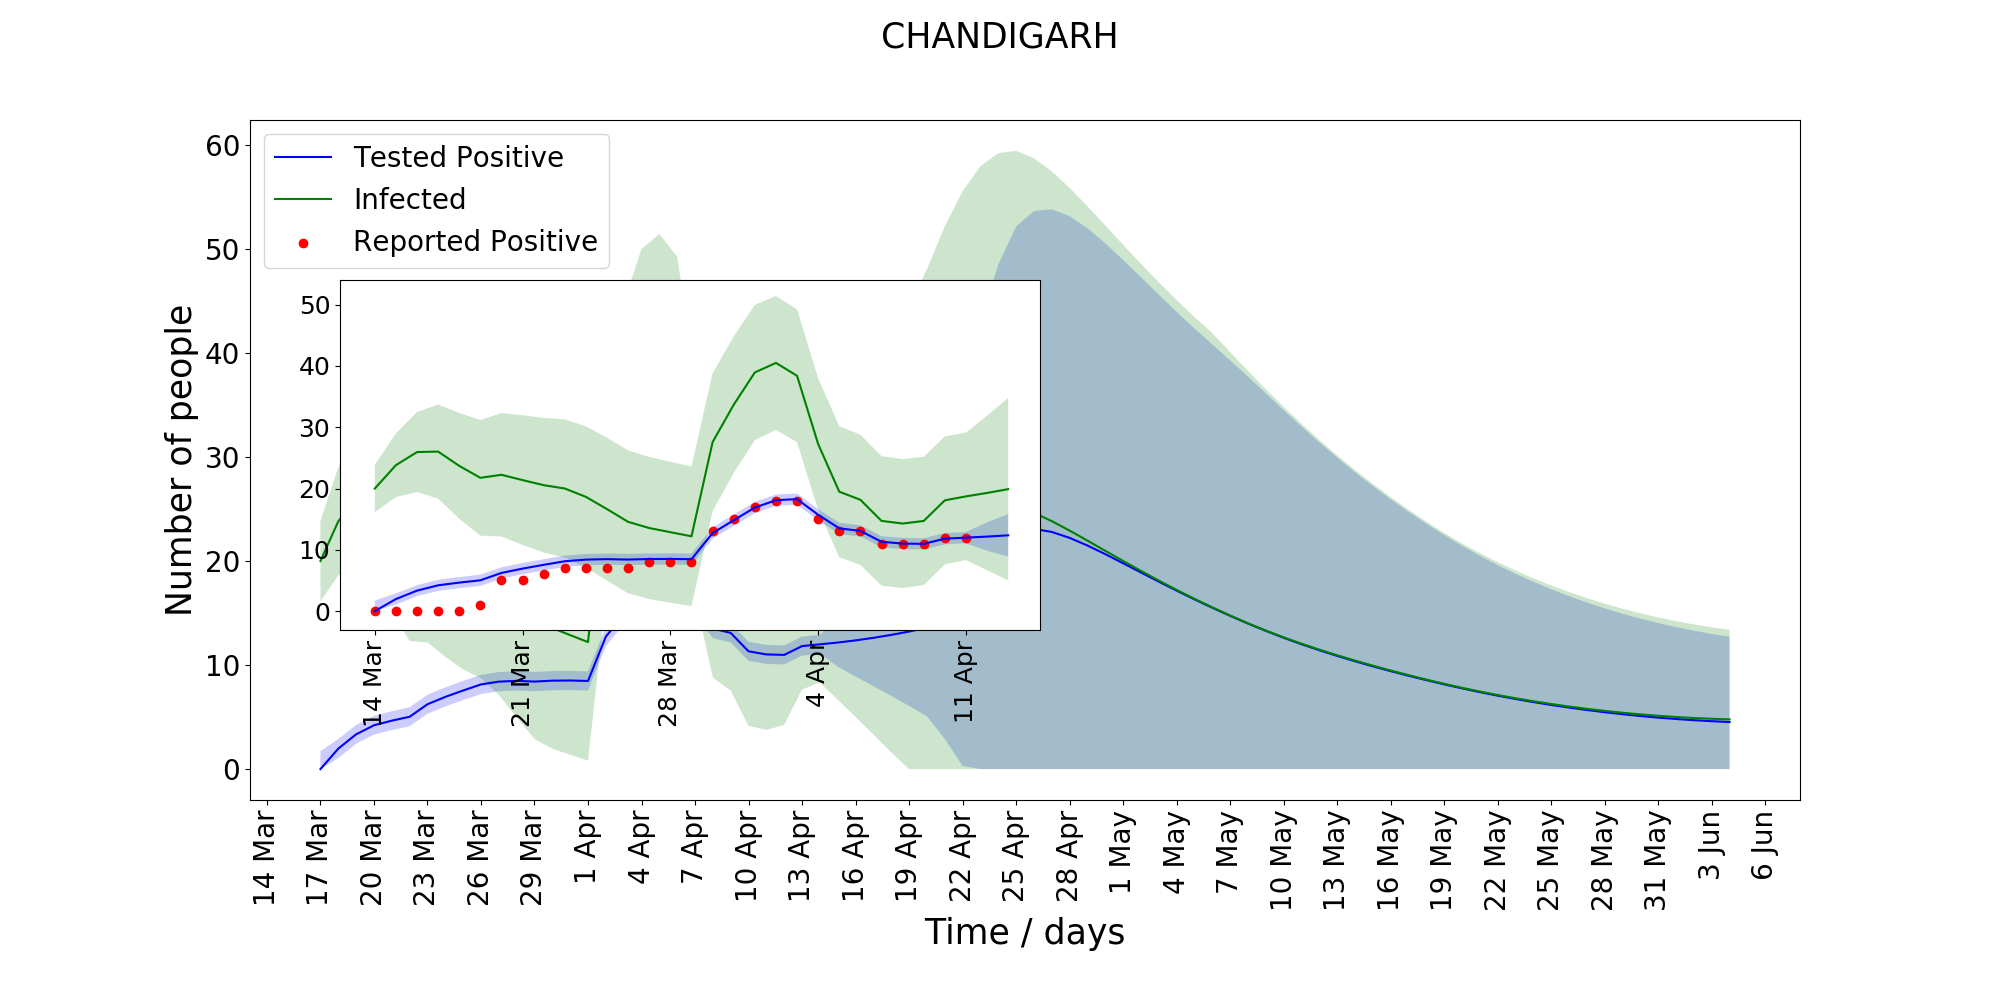 CHANDIGARH
Tested Positive
Infected
Reported Positive
Number of people
60
50
40
30
20
10
0
50
40
30
20
10
0
14 Mar
21 Mar
28 Mar
4 Apr
11 Apr
14 Mar
17 Mar
20 Mar
23 Mar
26 Mar
29 Mar
1 Apr
4 Apr
7 Apr
10 Apr
13 Apr
16 Apr
19 Apr
22 Apr
25 Apr
28 Apr
1 May
4 May
7 May
10 May
13 May
16 May
19 May
22 May
25 May
28 May
31 May
3 Jun
6 Jun
Time / days